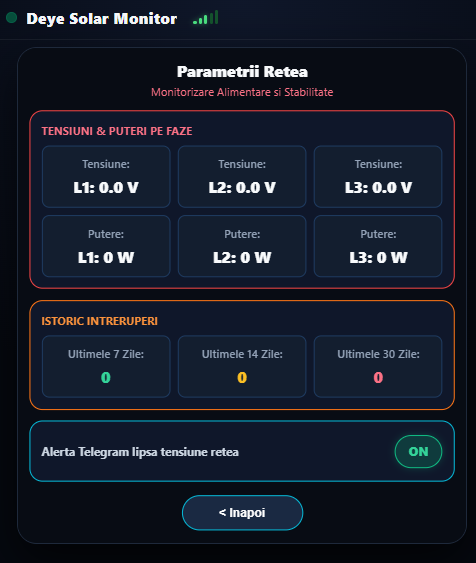 Deye Solar Monitor
Parametrii Retea
Monitorizare Alimentare si Stabilitate
TENSIUNI & PUTERI PE FAZE
Tensiune: Tensiune: Tensiune:
L1: 0.0 V L2: 0.0 V L3: 0.0 V
Putere: Putere: Putere:
L1: 0 W L2: 0 W L3: 0 W
ISTORIC INTRERUPERI
Ultimele 7 Zile: Ultimele 14 Zile: Ultimele 30 Zile:
0 0 0
Alerta Telegram lipsa tensiune retea ON
< Inapoi